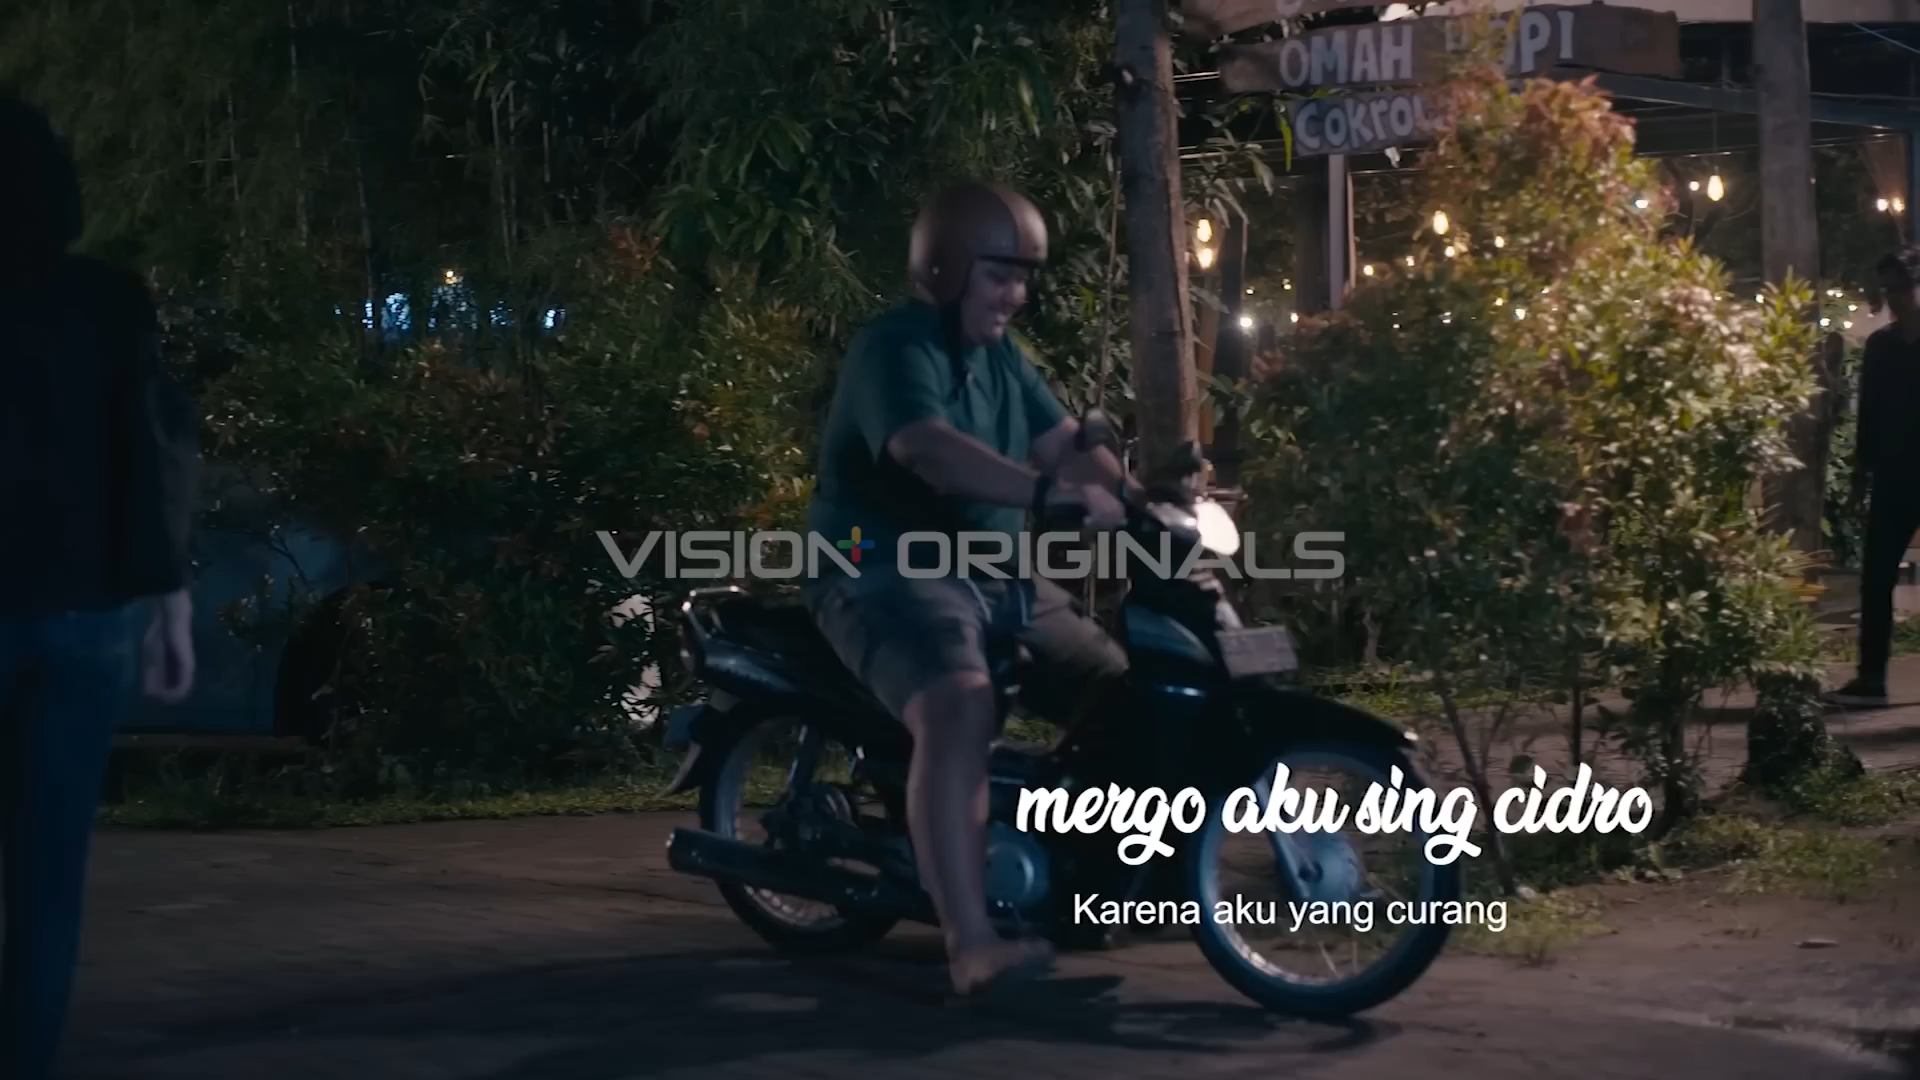 OMAH
VISION+ ORIGINALS
mergo aku sing cidro
Karena aku yang curang